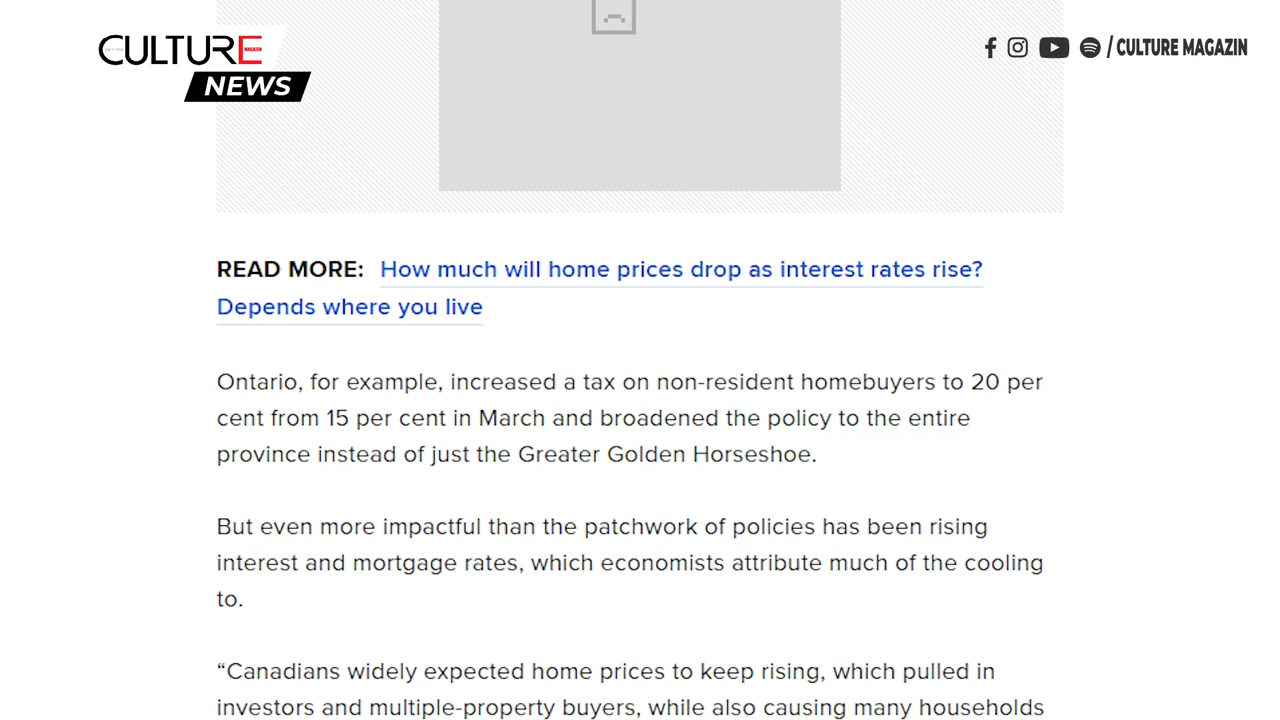 CULTURE
MAGAZIN
NEWS
/ CULTURE MAGAZIN
READ MORE: How much will home prices drop as interest rates rise?
Depends where you live
Ontario, for example, increased a tax on non-resident homebuyers to 20 per
cent from 15 per cent in March and broadened the policy to the entire
province instead of just the Greater Golden Horseshoe.
But even more impactful than the patchwork of policies has been rising
interest and mortgage rates, which economists attribute much of the cooling
to.
“Canadians widely expected home prices to keep rising, which pulled in
investors and multiple-property buyers, while also causing many households